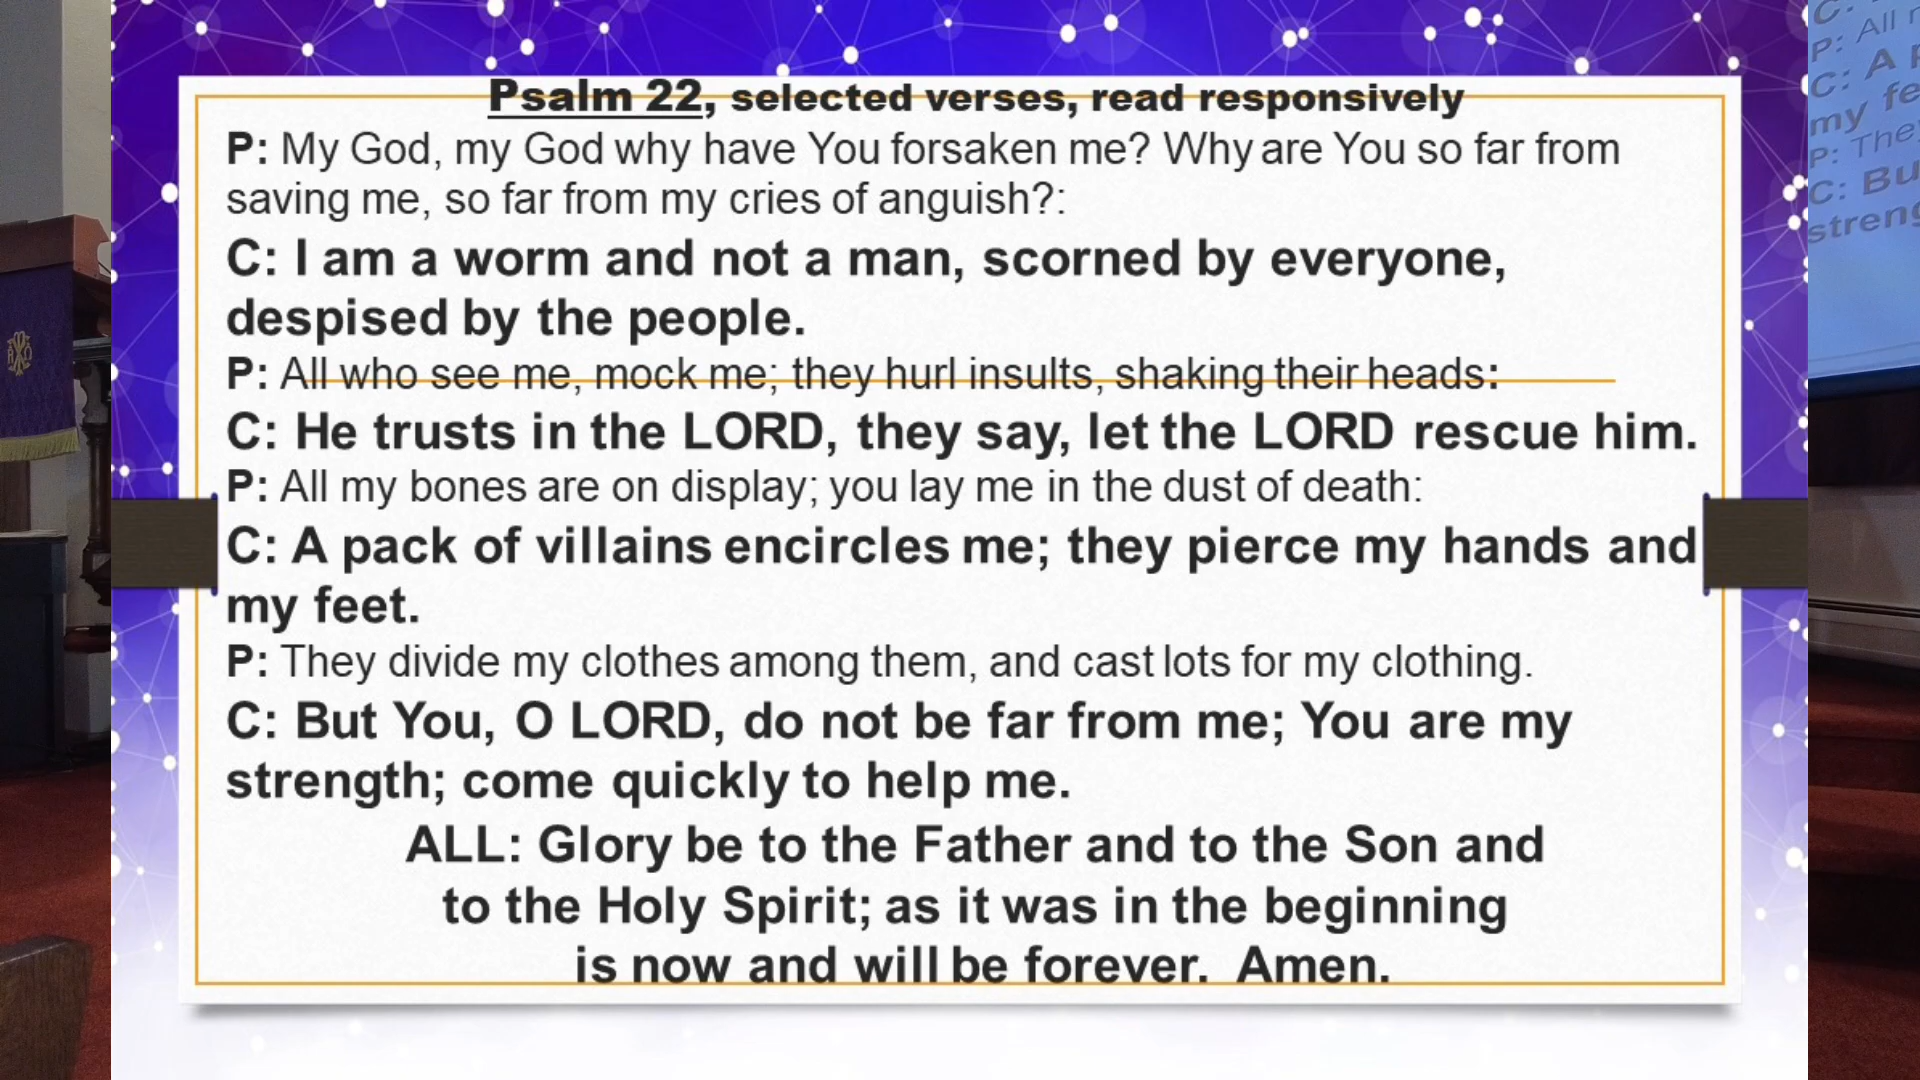 Psalm 22, selected verses, read responsively
P: My God, my God why have You forsaken me? Why are You so far from
saving me, so far from my cries of anguish?:
C: I am a worm and not a man, scorned by everyone,
despised by the people.
P: All who see me, mock me; they hurl insults, shaking their heads:
C: He trusts in the LORD, they say, let the LORD rescue him.
P: All my bones are on display; you lay me in the dust of death:
C: A pack of villains encircles me; they pierce my hands and
my feet.
P: They divide my clothes among them, and cast lots for my clothing.
C: But You, O LORD, do not be far from me; You are my
strength; come quickly to help me.
ALL: Glory be to the Father and to the Son and
to the Holy Spirit; as it was in the beginning
is now and will be forever. Amen.
C:
P: All
C: A
my
P: They
C: Bu
streng